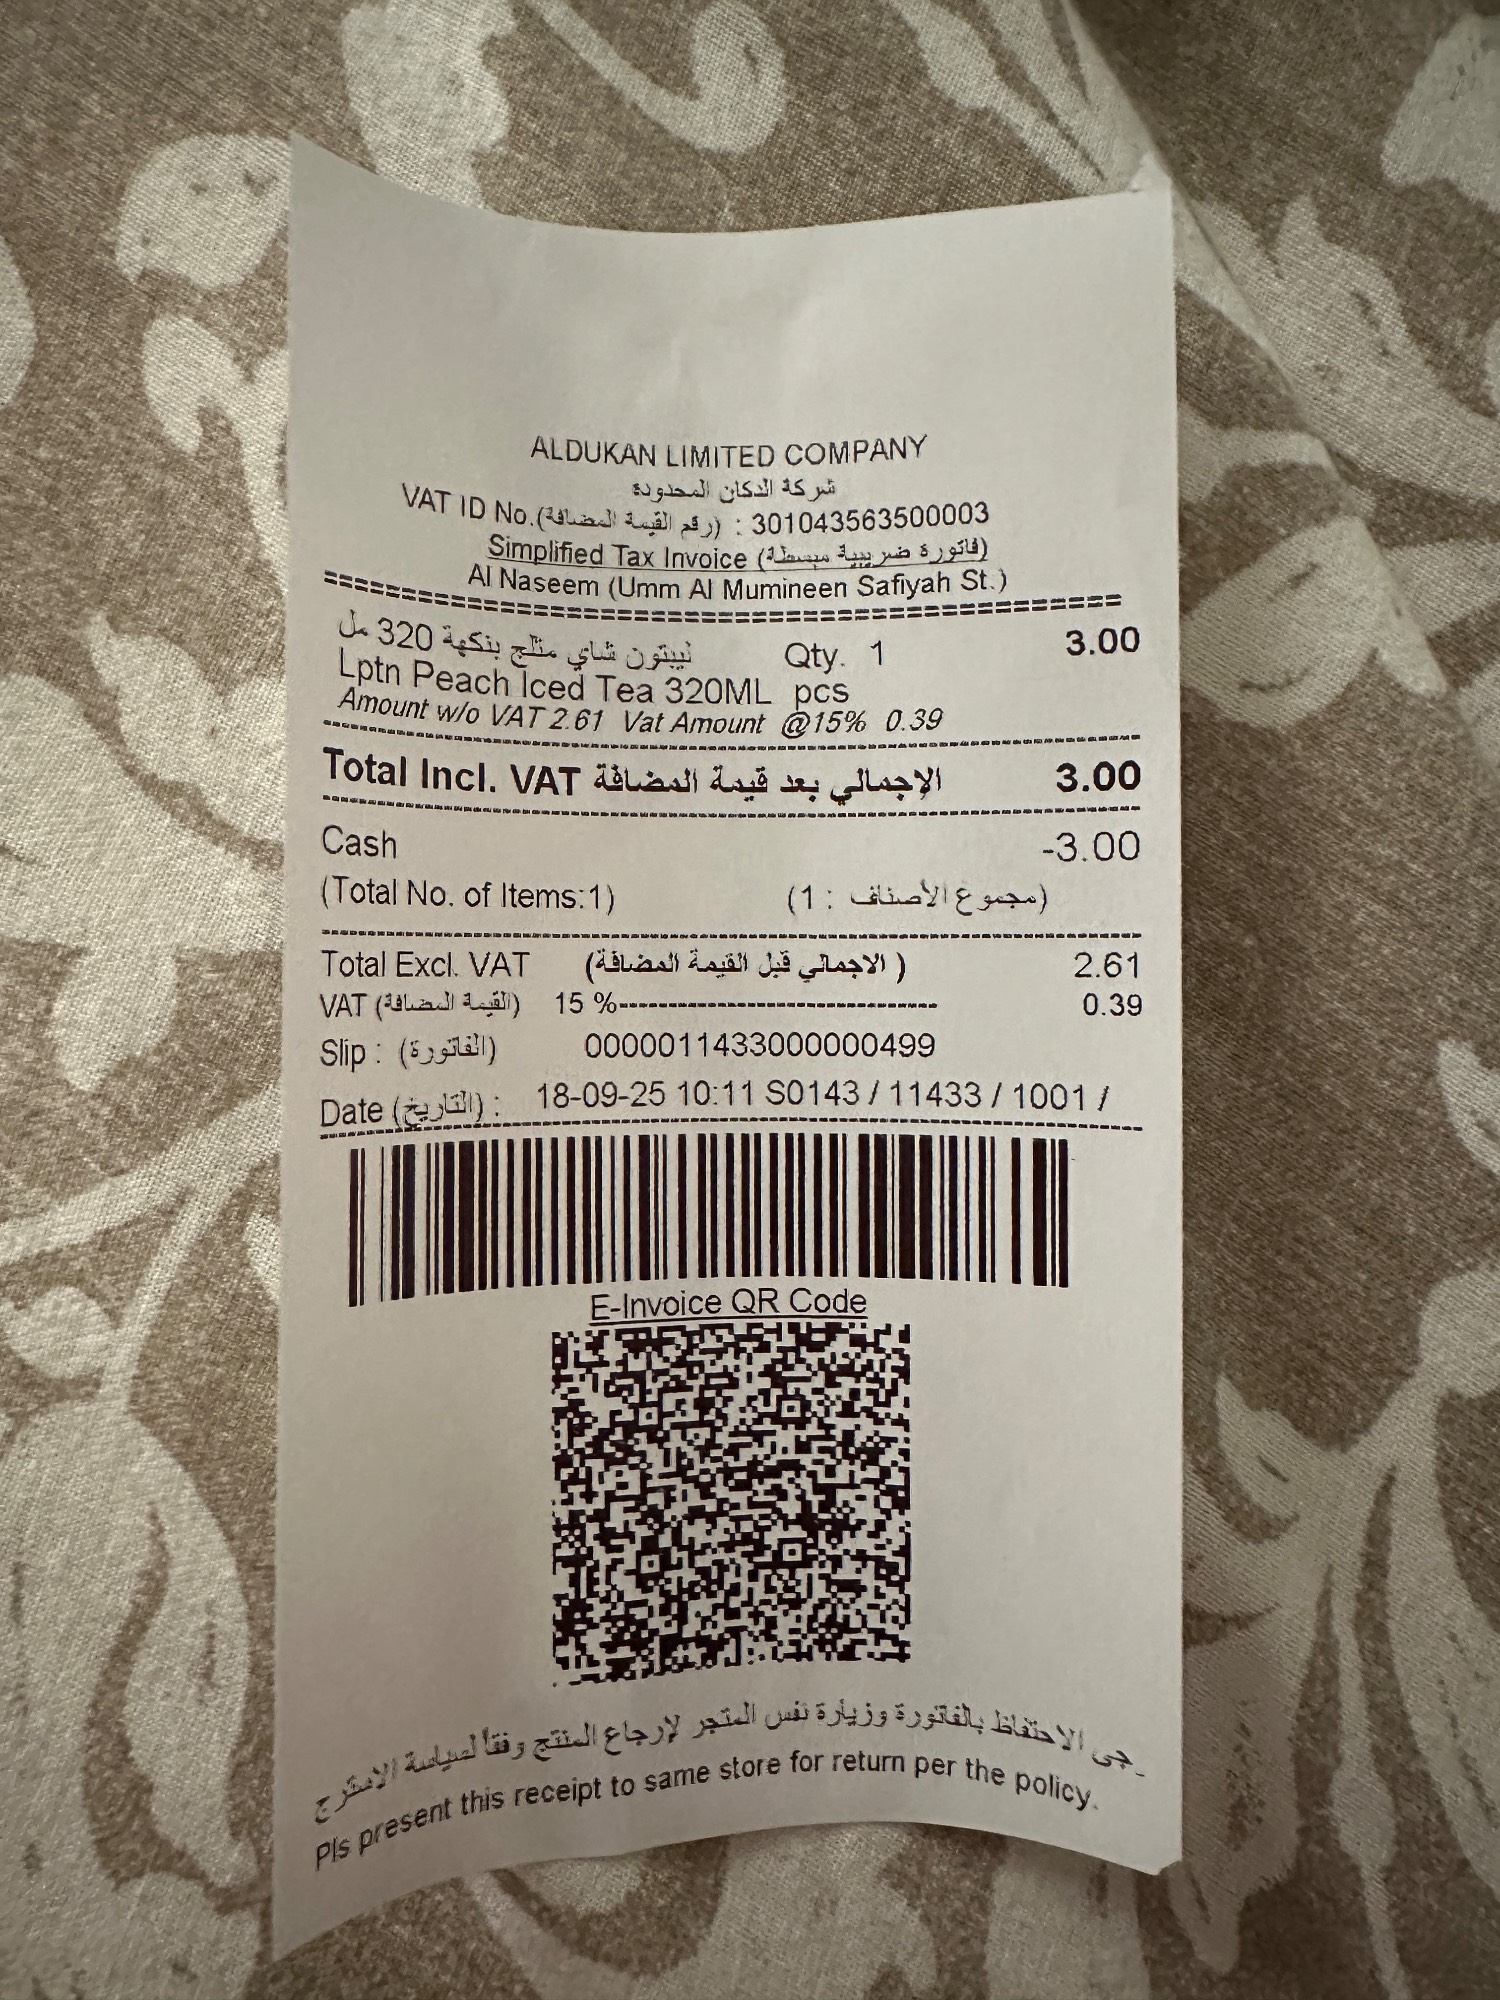 ALDUKAN LIMITED COMPANY
شركة الدكان المحدودة
VAT ID No.(رقم القيمة المضافة) : 301043563500003
Simplified Tax Invoice (فاتورة ضريبية مبسطة)
Al Naseem (Umm Al Mumineen Safiyah St.)
ليبتون شاي مثلج بنكهة 320 مل Qty. 1 3.00
Lptn Peach Iced Tea 320ML pcs
Amount w/o VAT 2.61 Vat Amount @15% 0.39
Total Incl. VAT الإجمالي بعد قيمة المضافة 3.00
Cash -3.00
(Total No. of Items:1) (مجموع الأصناف : 1)
Total Excl. VAT (الاجمالي قبل القيمة المضافة ) 2.61
VAT (القيمة المضافة) 15 % 0.39
Slip : (الفاتورة) 0000011433000000499
Date (التاريخ) : 18-09-25 10:11 S0143 / 11433 / 1001 /
E-Invoice QR Code
الاحتفاظ بالفاتورة وزيارة نفس المتجر لإرجاع المنتج وفقاً لسياسة
Pls present this receipt to same store for return per the policy.